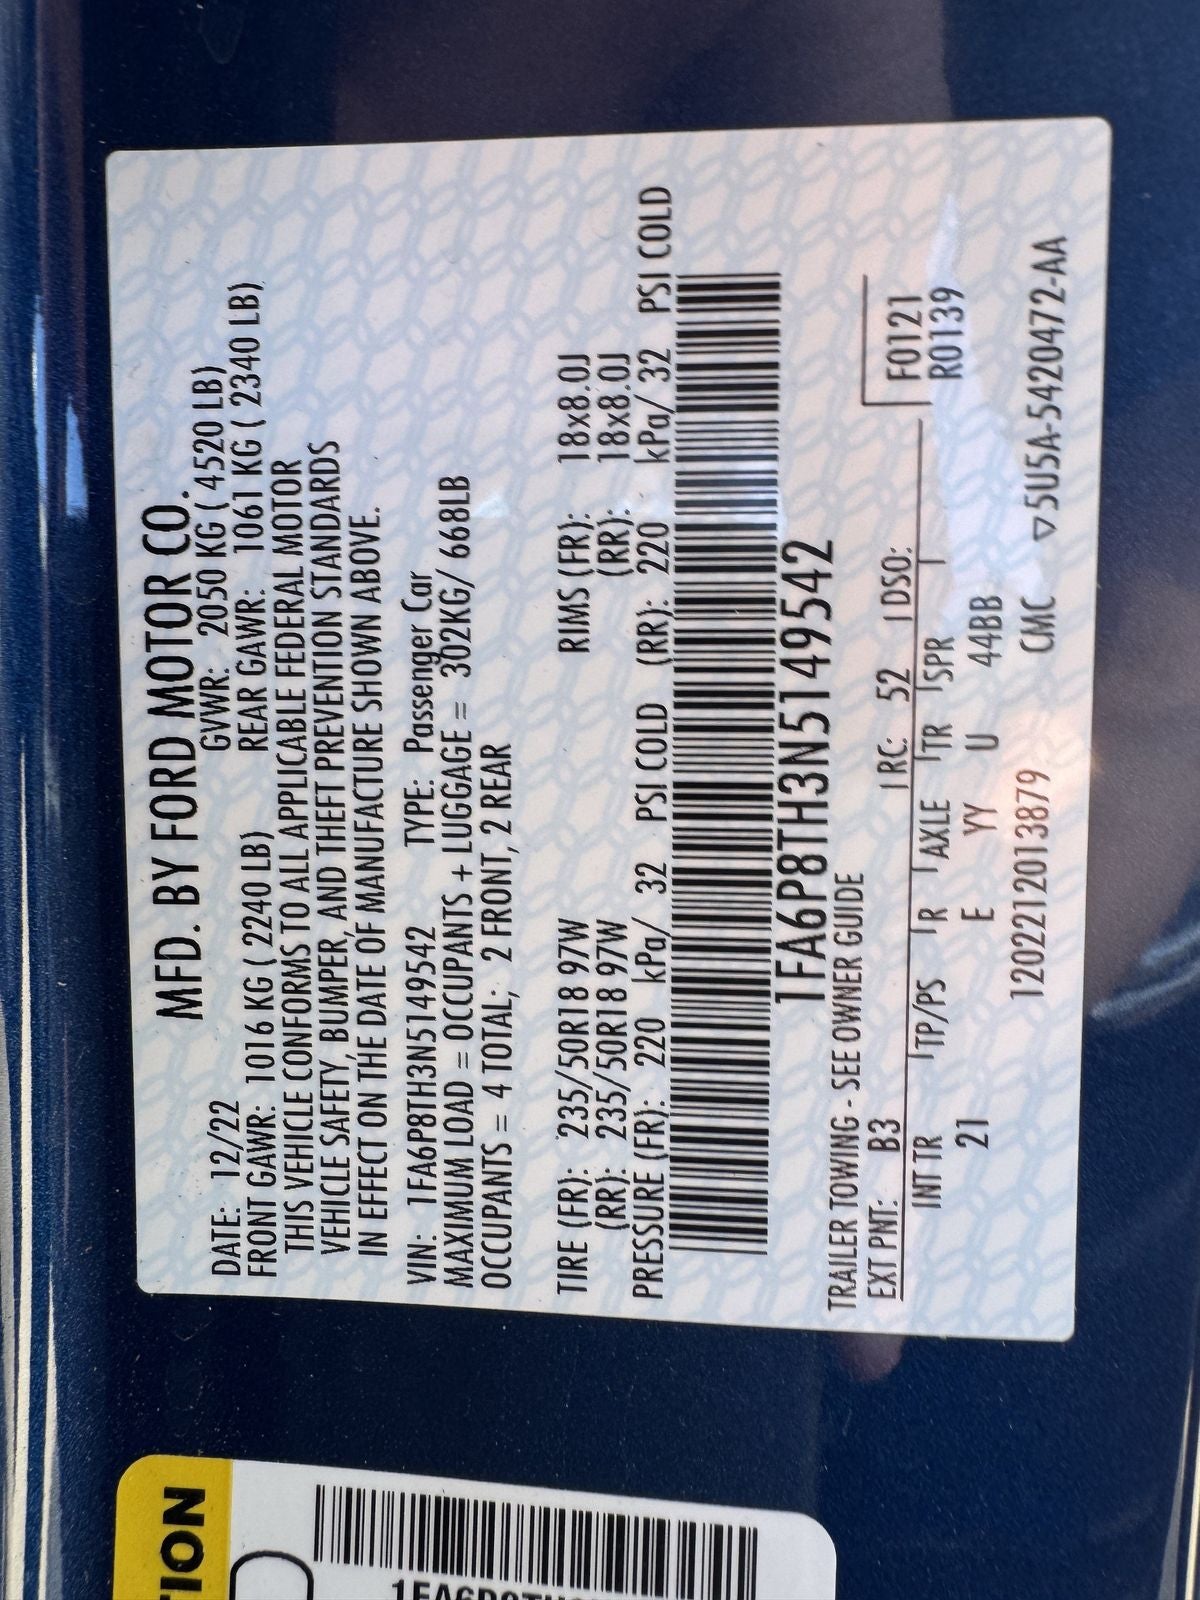 MFD. BY FORD MOTOR CO.
DATE: 12/22 GVWR: 2050 KG ( 4520 LB)
FRONT GAWR: 1016 KG ( 2240 LB) REAR GAWR: 1061 KG ( 2340 LB)
THIS VEHICLE CONFORMS TO ALL APPLICABLE FEDERAL MOTOR
VEHICLE SAFETY, BUMPER, AND THEFT PREVENTION STANDARDS
IN EFFECT ON THE DATE OF MANUFACTURE SHOWN ABOVE.
VIN: 1FA6P8TH3N5149542 TYPE: Passenger Car
MAXIMUM LOAD = OCCUPANTS + LUGGAGE = 302KG/ 668LB
OCCUPANTS = 4 TOTAL; 2 FRONT, 2 REAR
TIRE (FR): 235/50R18 97W RIMS (FR): 18x8.0J
(RR): 235/50R18 97W (RR): 18x8.0J
PRESSURE (FR): 220 kPa/ 32 PSI COLD (RR): 220 kPa/ 32 PSI COLD
1FA6P8TH3N5149542
TRAILER TOWING - SEE OWNER GUIDE
EXT PNT: B3 RC: 52 DSO:
F0121
R0139
INT TR TP/PS R AXLE TR SPR
21 E YY U 44BB
1202212013879 CMC ▽5U5A-5420472-AA
TION